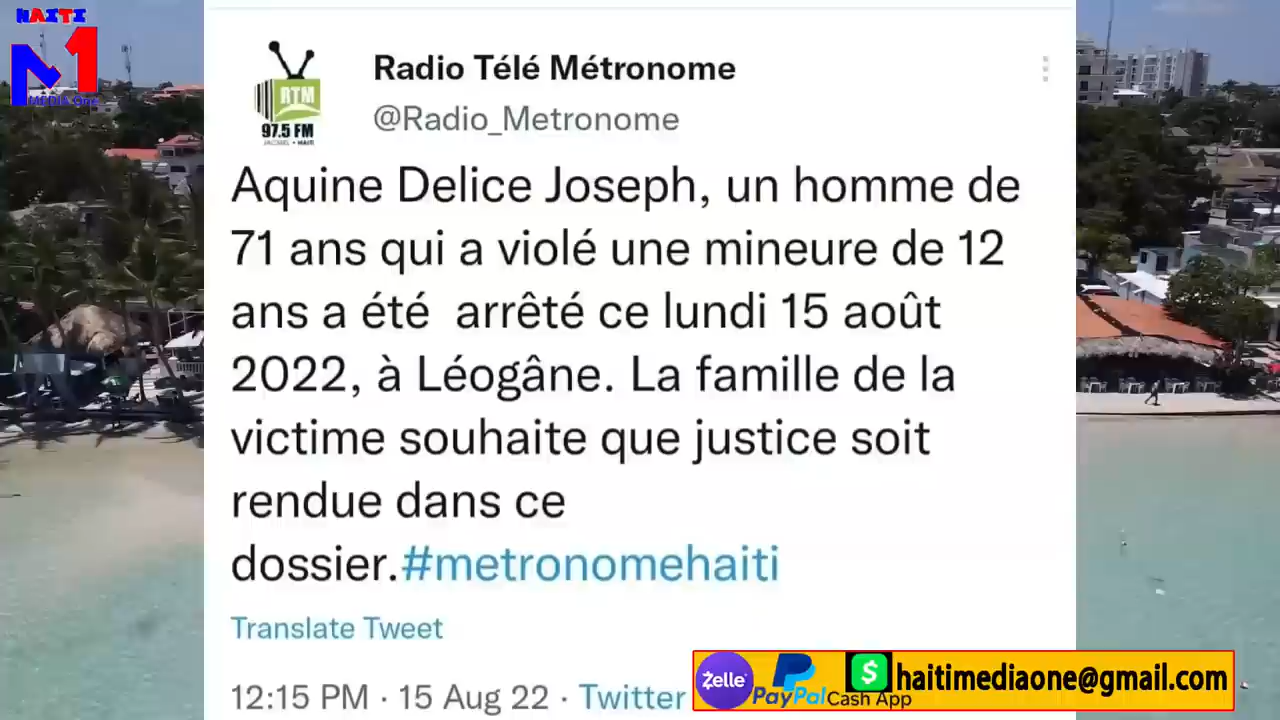 HAITI
M1
MEDIA One
Radio Télé Métronome
@Radio_Metronome
RTM
97.5 FM
JACMEL • HAITI
Aquine Delice Joseph, un homme de
71 ans qui a violé une mineure de 12
ans a été arrêté ce lundi 15 août
2022, à Léogâne. La famille de la
victime souhaite que justice soit
rendue dans ce
dossier.#metronomehaiti
Translate Tweet
12:15 PM · 15 Aug 22 · Twitter
Zelle
PayPal
$
Cash App
haitimediaone@gmail.com